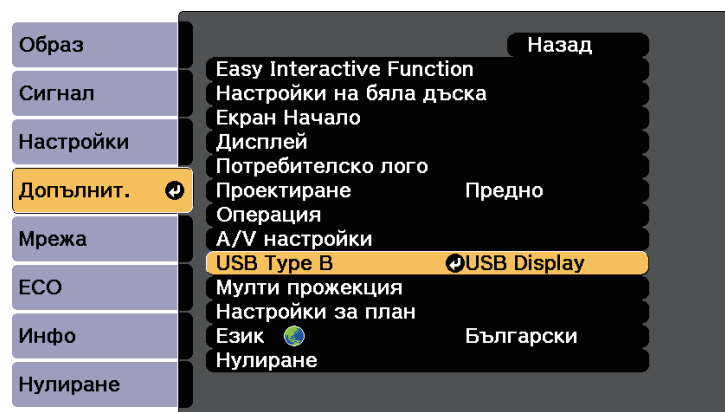 Образ
Сигнал
Настройки
Допълнит.
Мрежа
ECO
Инфо
Нулиране
Назад
Easy Interactive Function
Настройки на бяла дъска
Екран Начало
Дисплей
Потребителско лого
Проектиране Предно
Операция
A/V настройки
USB Type B USB Display
Мулти прожекция
Настройки за план
Език Български
Нулиране